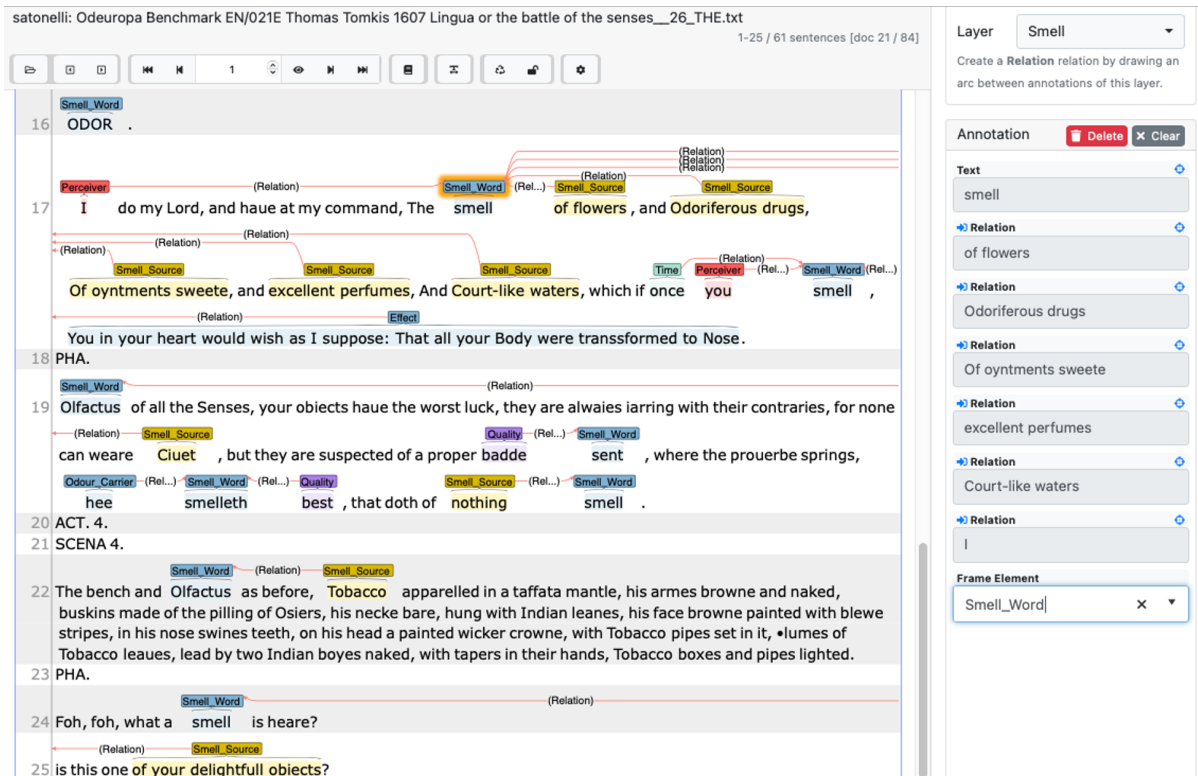 satonelli: Odeuropa Benchmark EN/021E Thomas Tomkis 1607 Lingua or the battle of the senses__26_THE.txt
1-25 / 61 sentences [doc 21 / 84]
1
Smell_Word
16 ODOR .
(Relation)
(Relation)
(Relation)
(Relation)
Perceiver (Relation) Smell_Word (Rel...) Smell_Source Smell_Source
17 I do my Lord, and haue at my command, The smell of flowers , and Odoriferous drugs,
(Relation)
(Relation)
(Relation) (Relation)
Smell_Source Smell_Source Smell_Source Time Perceiver (Rel...) Smell_Word (Rel...)
Of oyntments sweete, and excellent perfumes, And Court-like waters, which if once you smell ,
(Relation) Effect
You in your heart would wish as I suppose: That all your Body were transsformed to Nose.
18 PHA.
Smell_Word (Relation)
19 Olfactus of all the Senses, your objects haue the worst luck, they are alwaies iarring with their contraries, for none
(Relation) Smell_Source Quality (Rel...) Smell_Word
can weare Ciuet , but they are suspected of a proper badde sent , where the prouerbe springs,
Odour_Carrier (Rel...) Smell_Word (Rel...) Quality Smell_Source (Rel...) Smell_Word
hee smelleth best , that doth of nothing smell .
20 ACT. 4.
21 SCENA 4.
Smell_Word (Relation) Smell_Source
22 The bench and Olfactus as before, Tobacco apparelled in a taffata mantle, his armes browne and naked,
buskins made of the pilling of Osiers, his necke bare, hung with Indian leanes, his face browne painted with blewe
stripes, in his nose swines teeth, on his head a painted wicker crowne, with Tobacco pipes set in it, •lumes of
Tobacco leaues, lead by two Indian boyes naked, with tapers in their hands, Tobacco boxes and pipes lighted.
23 PHA.
Smell_Word (Relation)
24 Foh, foh, what a smell is heare?
(Relation) Smell_Source
25 is this one of your delightfull objects?
Layer Smell
Create a Relation relation by drawing an
arc between annotations of this layer.
Annotation Delete Clear
Text
smell
Relation
of flowers
Relation
Odoriferous drugs
Relation
Of oyntments sweete
Relation
excellent perfumes
Relation
Court-like waters
Relation
I
Frame Element
Smell_Word